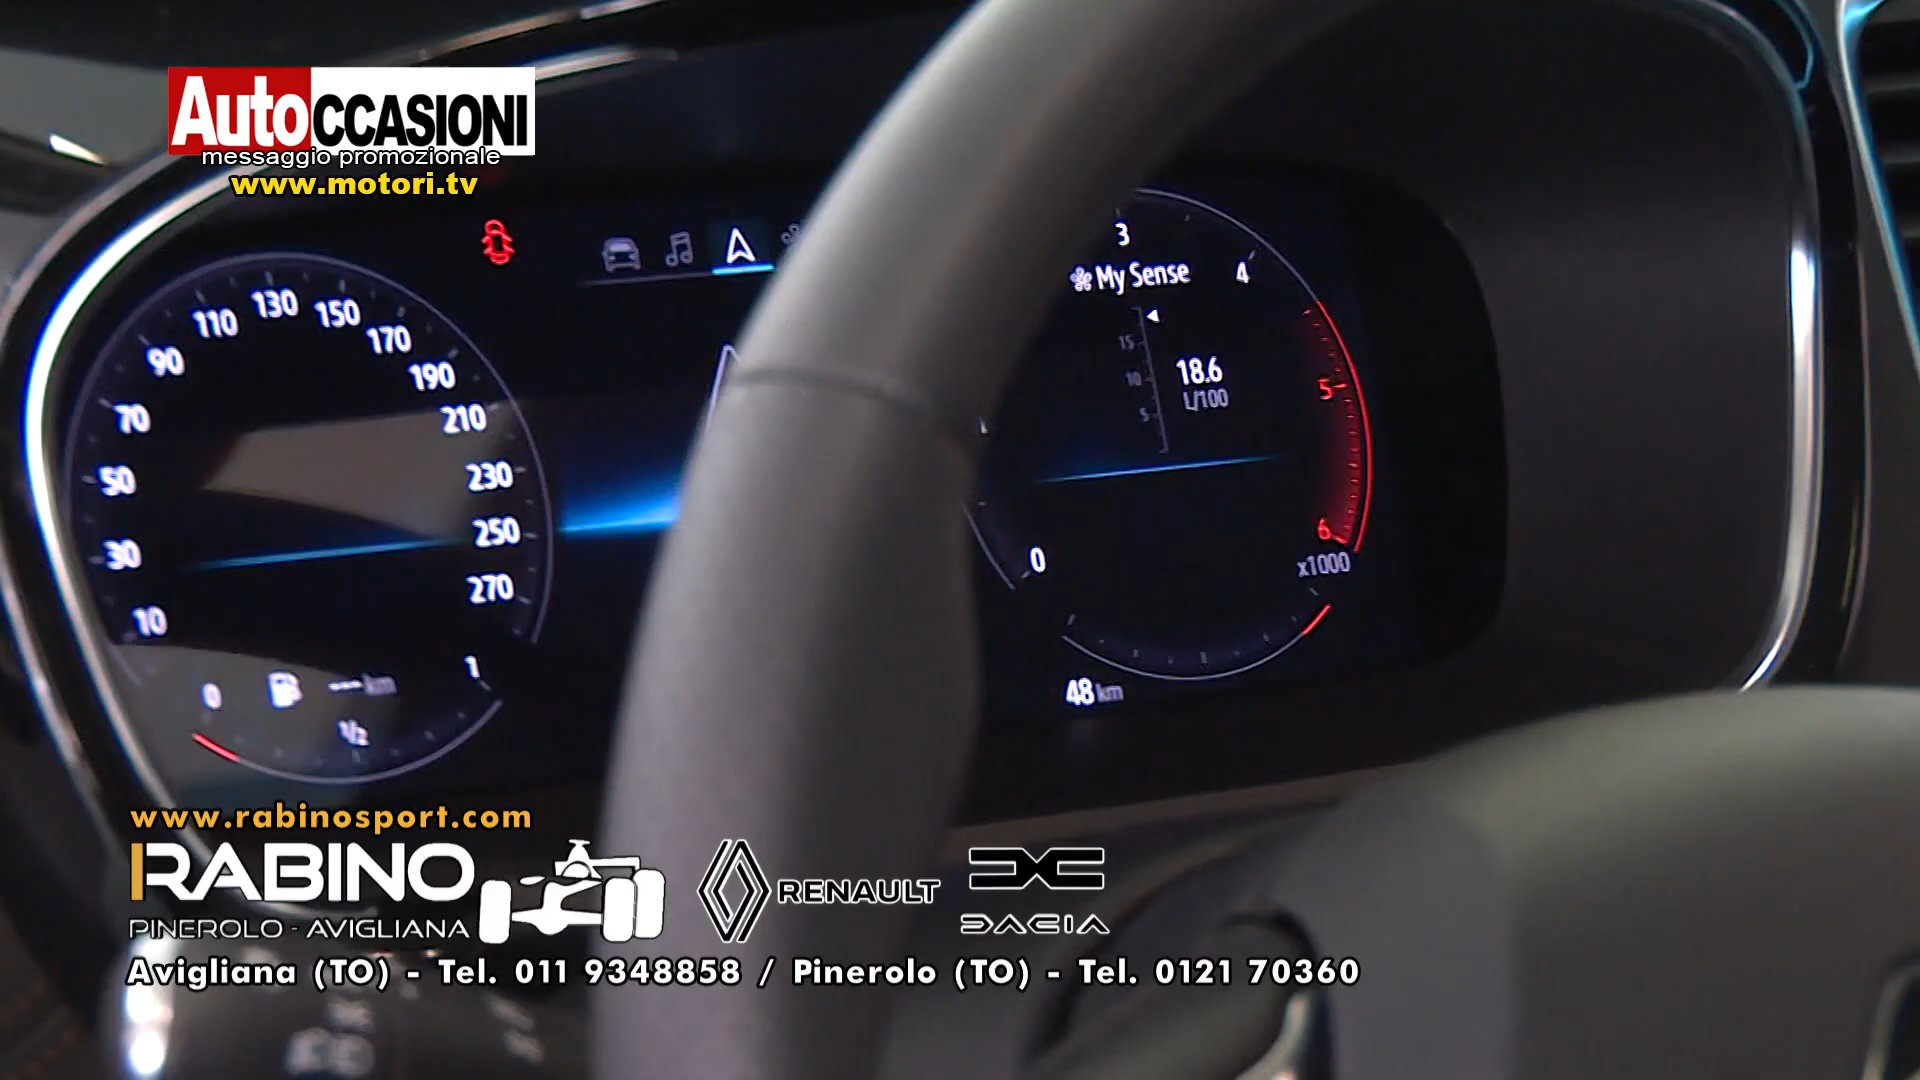 AutoCCASIONI
messaggio promozionale
www.motori.tv
10
30
50
70
90
110
130
150
170
190
210
230
250
270
0
--- km
1/2
1
3
4
My Sense
15
10
5
18.6
L/100
5
6
0
x1000
48 km
www.rabinosport.com
RABINO
PINEROLO - AVIGLIANA
RENAULT
DACIA
Avigliana (TO) - Tel. 011 9348858 / Pinerolo (TO) - Tel. 0121 70360